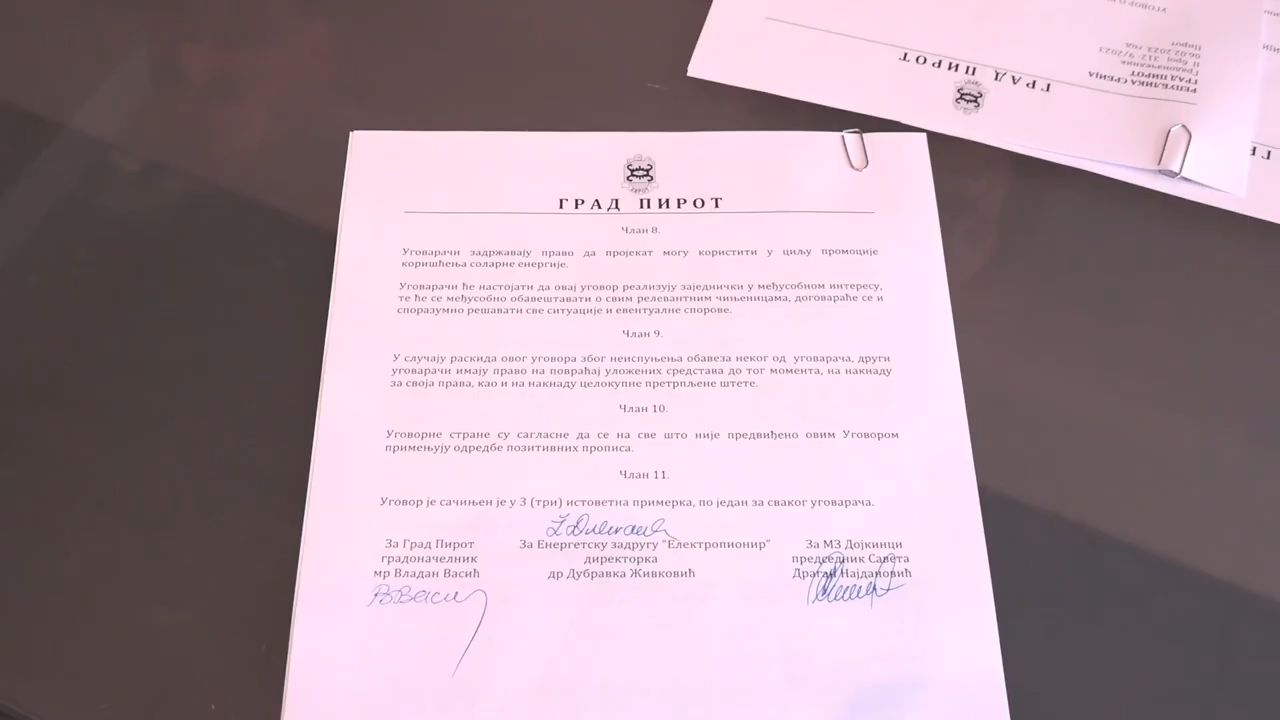 ПИРОТ
ГРАД ПИРОТ
Члан 8.
Уговарачи задржавају право да пројекат могу користити у циљу промоције
коришћења соларне енергије.
Уговарачи ће настојати да овај уговор реализују заједнички у међусобном интересу,
те ће се међусобно обавештавати о свим релевантним чињеницама, договараће се и
споразумно решавати све ситуације и евентуалне спорове.
Члан 9.
У случају раскида овог уговора због неиспуњења обавеза неког од уговарача, други
уговарачи имају право на повраћај уложених средстава до тог момента, на накнаду
за своја права, као и на накнаду целокупне претрпљене штете.
Члан 10.
Уговорне стране су сагласне да се на све што није предвиђено овим Уговором
примењују одредбе позитивних прописа.
Члан 11.
Уговор је сачињен је у 3 (три) истоветна примерка, по један за сваког уговарача.
За Град Пирот
градоначелник
мр Владан Васић
За Енергетску задругу "Електропионир"
директорка
др Дубравка Живковић
За МЗ Дојкинци
председник Савета
Драган Најдановић
ГРАД ПИРОТ
РЕПУБЛИКА СРБИЈА
ГРАД ПИРОТ
Градоначелник
II број 312-9/2023
06.02.2023. год.
Пирот
УГОВОР О